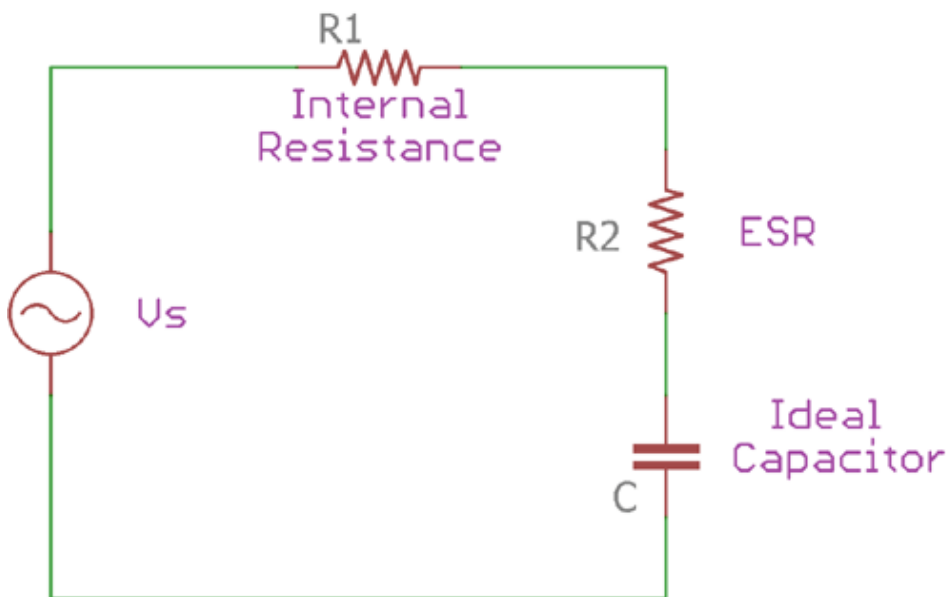 R1
Internal
Resistance
R2
ESR
Vs
Ideal
Capacitor
C